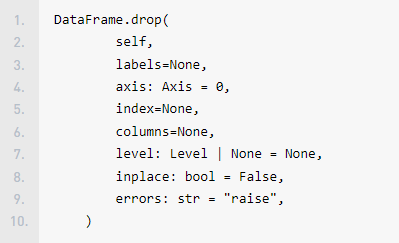 1. DataFrame.drop(
2.         self,
3.         labels=None,
4.         axis: Axis = 0,
5.         index=None,
6.         columns=None,
7.         level: Level | None = None,
8.         inplace: bool = False,
9.         errors: str = "raise",
10.     )